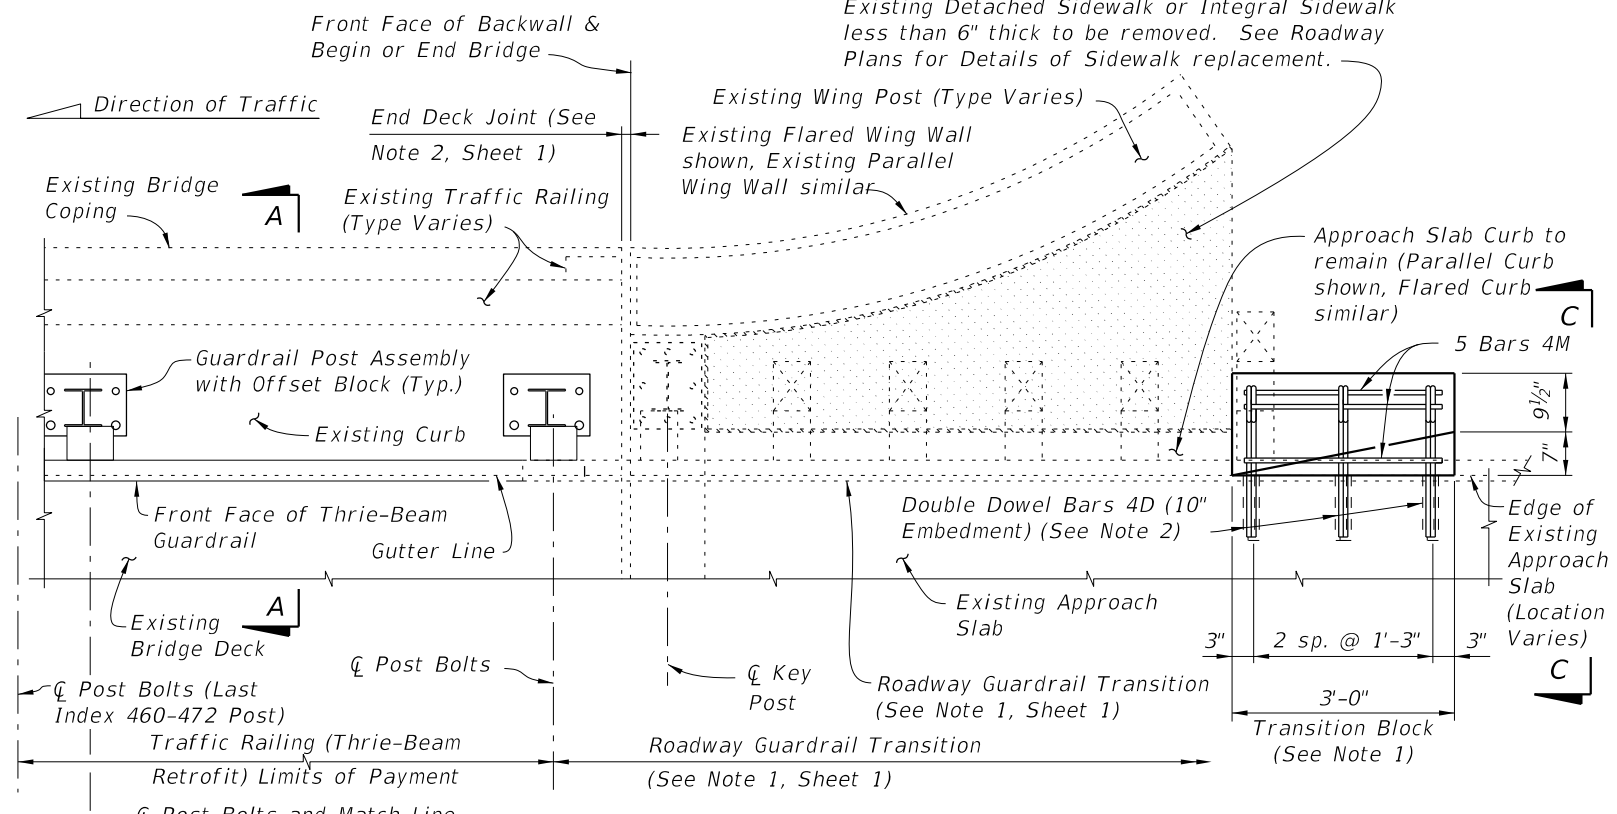 Front Face of Backwall &
Begin or End Bridge
Existing Detached Sidewalk or Integral Sidewalk
less than 6" thick to be removed. See Roadway
Plans for Details of Sidewalk replacement.
Direction of Traffic
End Deck Joint (See
Note 2, Sheet 1)
Existing Wing Post (Type Varies)
Existing Flared Wing Wall
shown, Existing Parallel
Wing Wall similar
Existing Bridge
Coping
A
Existing Traffic Railing
(Type Varies)
Approach Slab Curb to
remain (Parallel Curb
shown, Flared Curb
similar)
C
5 Bars 4M
Guardrail Post Assembly
with Offset Block (Typ.)
Existing Curb
9½"
7"
Front Face of Thrie-Beam
Guardrail
Gutter Line
Double Dowel Bars 4D (10"
Embedment) (See Note 2)
Edge of
Existing
Approach
Slab
(Location
Varies)
Existing
Bridge Deck
A
Existing Approach
Slab
3"
2 sp. @ 1'-3"
3"
C
℄ Post Bolts
℄ Key
Post
Roadway Guardrail Transition
(See Note 1, Sheet 1)
3'-0"
Transition Block
(See Note 1)
℄ Post Bolts (Last
Index 460-472 Post)
Traffic Railing (Thrie-Beam
Retrofit) Limits of Payment
Roadway Guardrail Transition
(See Note 1, Sheet 1)
℄ Post Bolts and Match Line